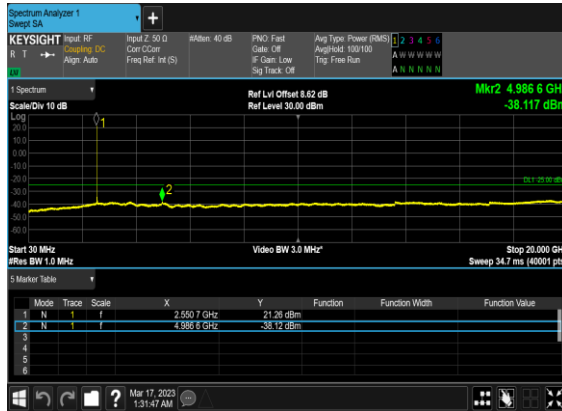 Spectrum Analyzer 1
Swept SA
+
KEYSIGHT Input: RF Input Z: 50 Ω #Atten: 40 dB PNO: Fast Avg Type: Power (RMS) 1 2 3 4 5 6
R T Coupling: DC Corr CCorr Gate: Off Avg|Hold: 100/100 A W W W W W
Align: Auto Freq Ref: Int (S) IF Gain: Low Trig: Free Run
Sig Track: Off A N N N N N
1 Spectrum
Ref Lvl Offset 8.62 dB Mkr2 4.986 6 GHz
Scale/Div 10 dB Ref Level 30.00 dBm -38.117 dBm
Log
1
20.0
10.0
0.00
-10.0
-20.0
DL1 -25.00 dBm
2
-30.0
-40.0
-50.0
-60.0
Start 30 MHz Video BW 3.0 MHz* Stop 20.000 GHz
#Res BW 1.0 MHz Sweep 34.7 ms (40001 pts)
5 Marker Table
Mode Trace Scale X Y Function Function Width Function Value
1 N 1 f 2.550 7 GHz 21.26 dBm
2 N 1 f 4.986 6 GHz -38.12 dBm
3
4
5
6
? Mar 17, 2023
1:31:47 AM